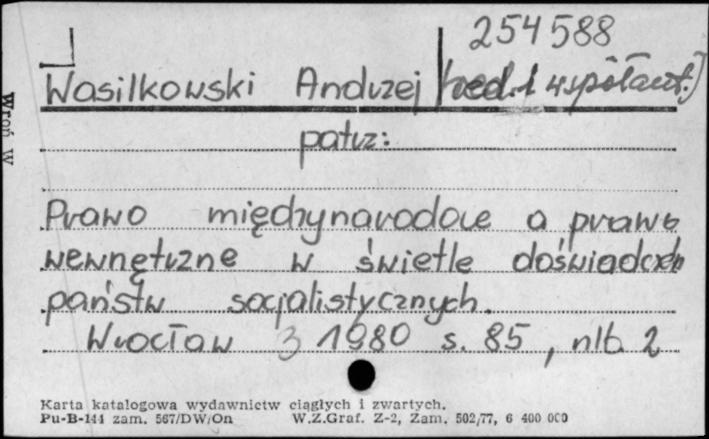 254588
Wasilkowski Andrzej [red. i współaut.]
patrz:
Prawo międzynarodowe a prawo
wewnętrzne w świetle doświadczeń
państw socjalistycznych.
Wrocław 1980 s. 85, nlb. 2
Karta katalogowa wydawnictw ciągłych i zwartych.
Pu-B-144 zam. 567/DW/On W.Z.Graf. Z-2, Zam. 502/77, 6 400 000